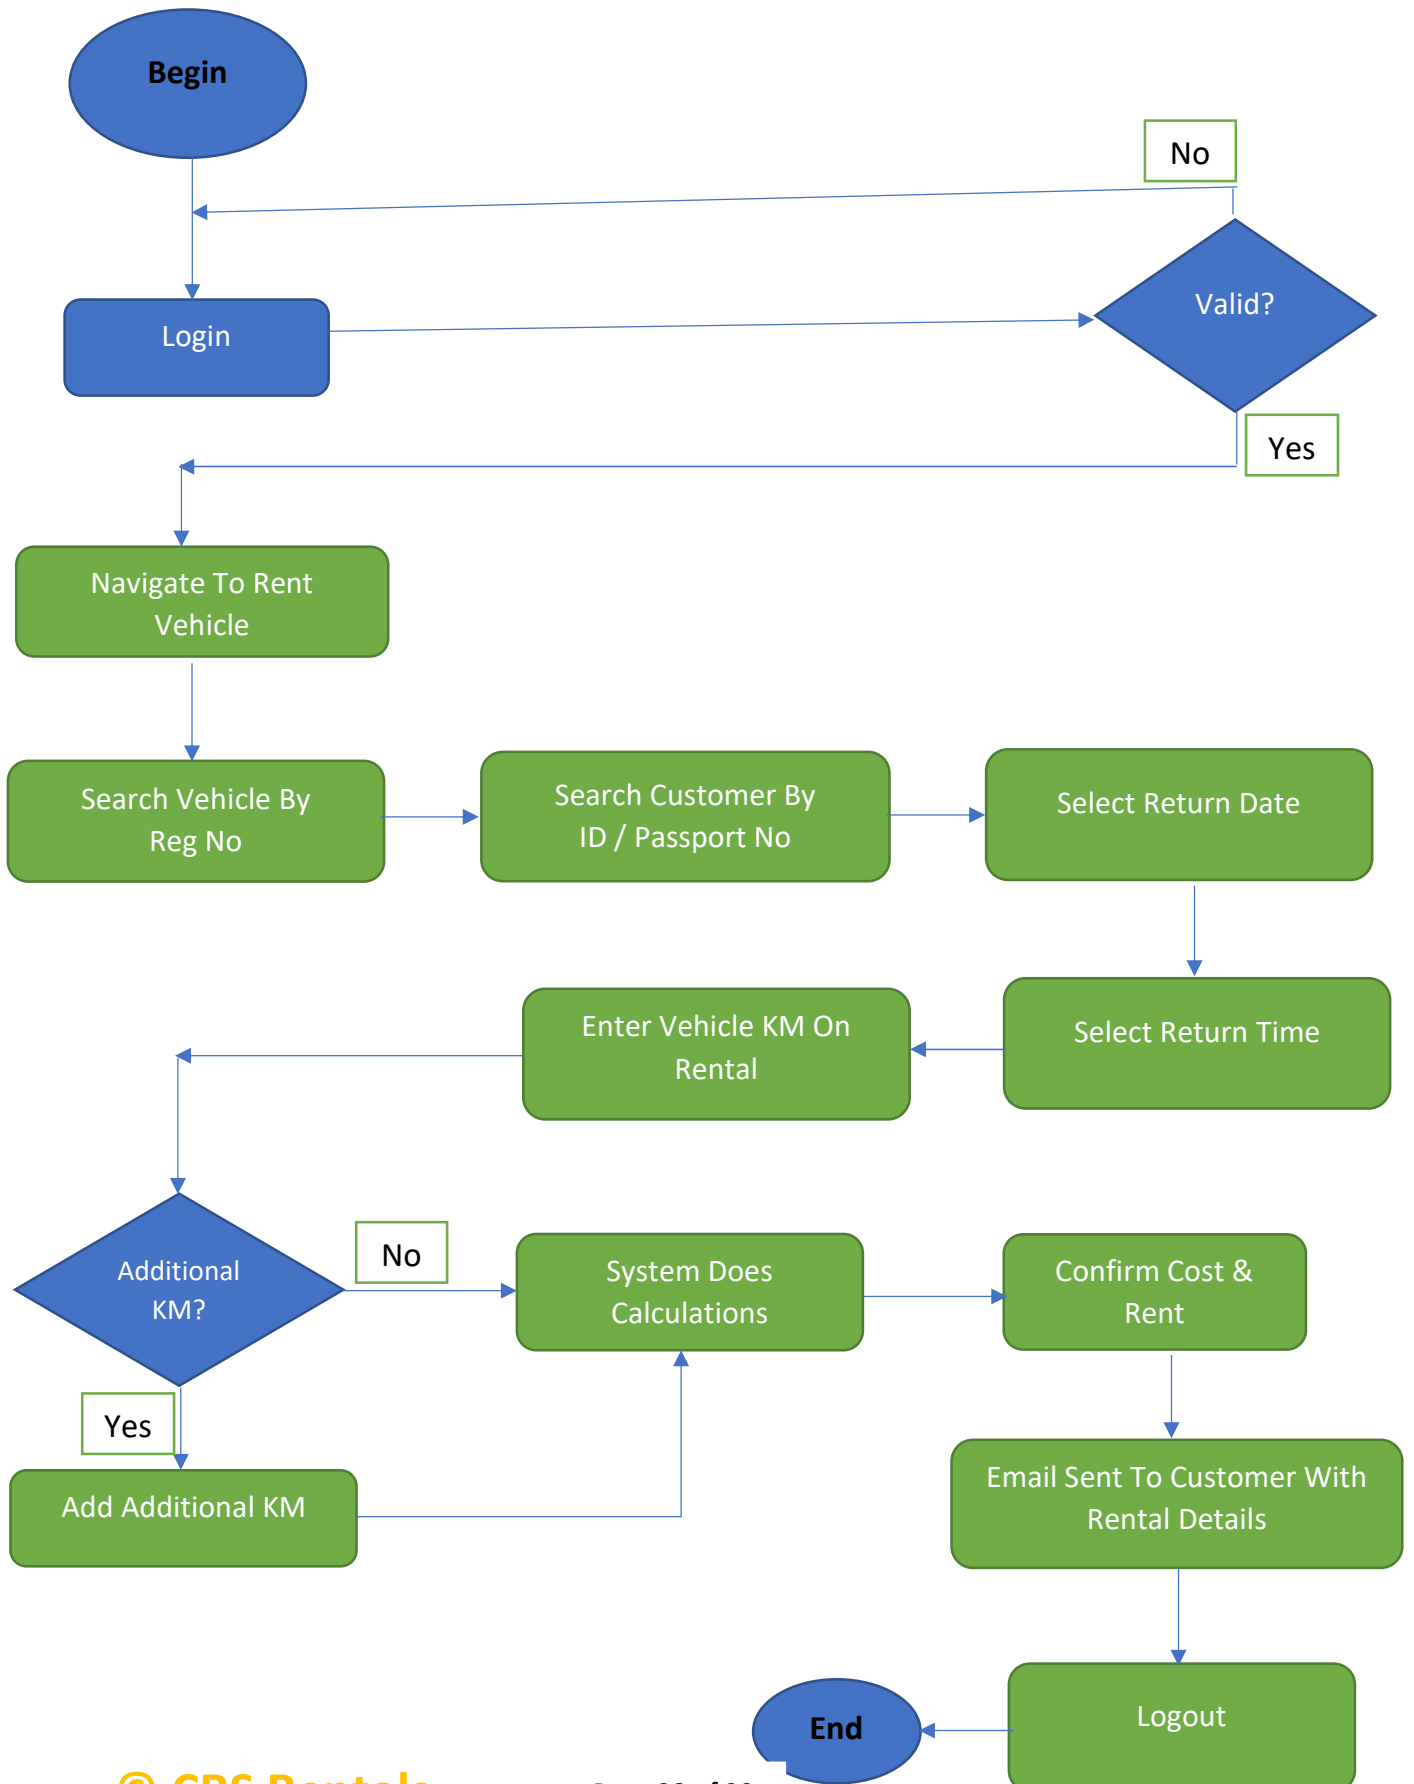 Begin
No
Valid?
Login
Yes
Navigate To Rent
Vehicle
Search Vehicle By
Reg No
Search Customer By
ID / Passport No
Select Return Date
Select Return Time
Enter Vehicle KM On
Rental
Additional
KM?
No
System Does
Calculations
Confirm Cost &
Rent
Yes
Add Additional KM
Email Sent To Customer With
Rental Details
Logout
End
Rentals